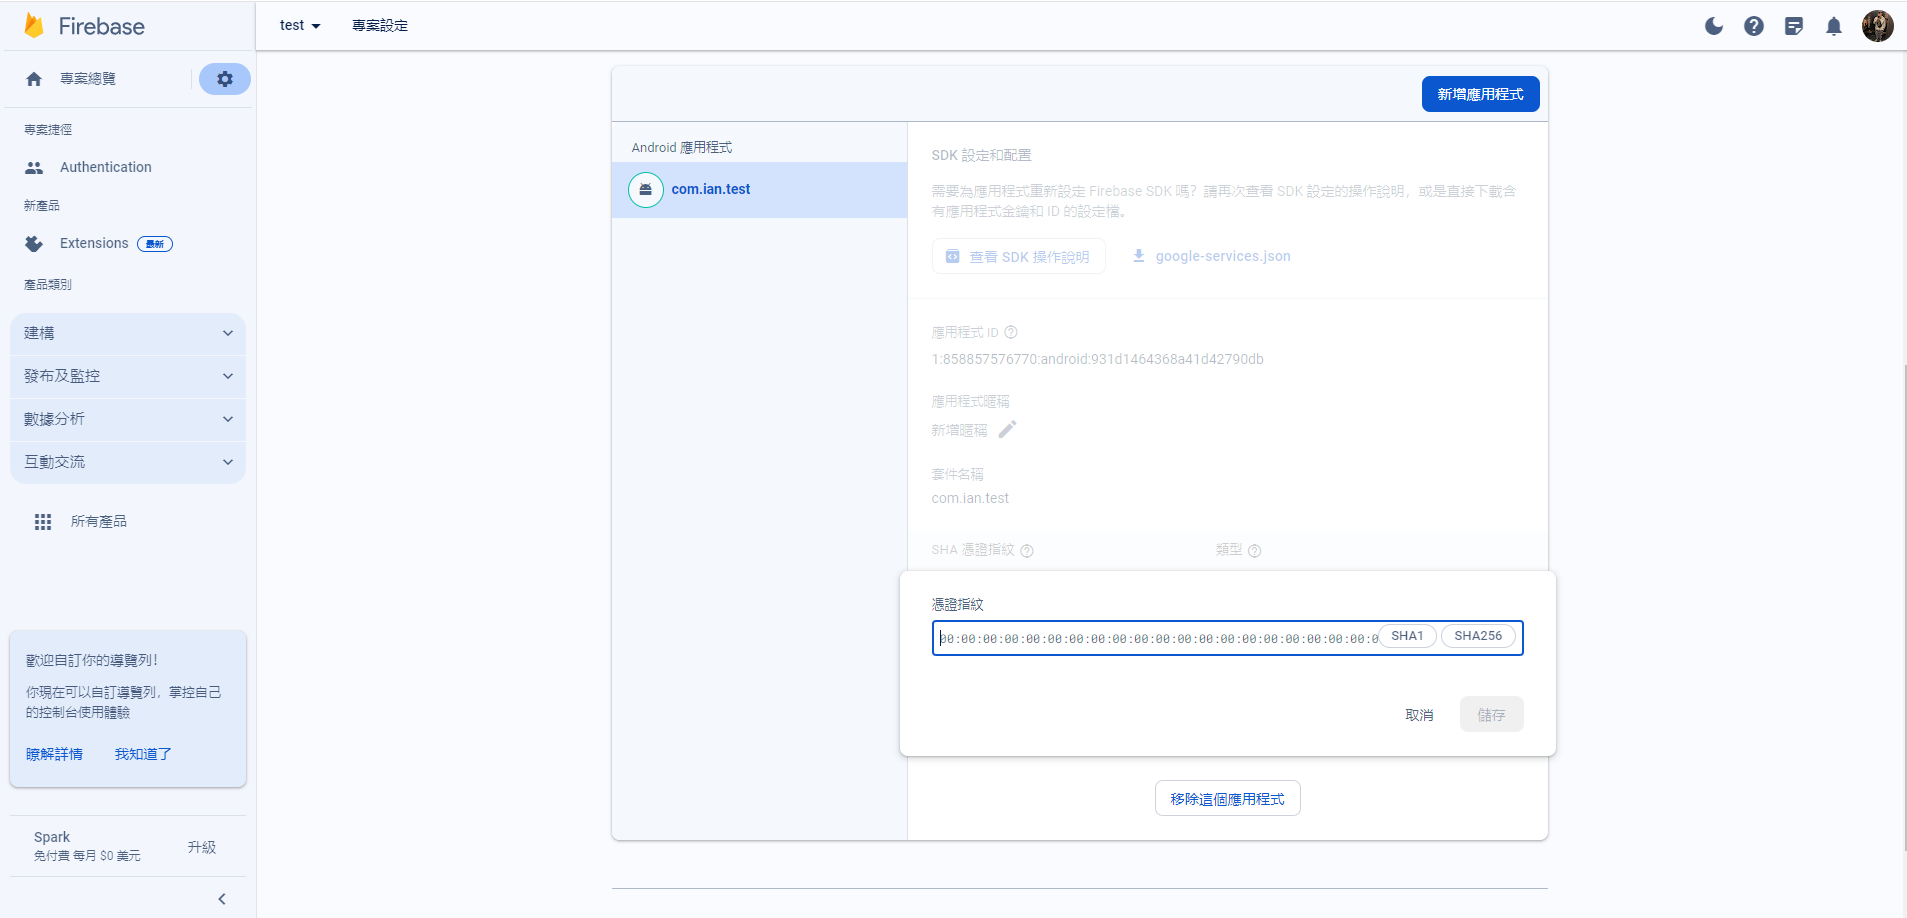 Firebase
test
專案設定
專案總覽
專案捷徑
Authentication
新產品
Extensions 最新
產品類別
建構
發布及監控
數據分析
互動交流
所有產品
歡迎自訂你的導覽列！
你現在可以自訂導覽列，掌控自己
的控制台使用體驗
瞭解詳情 我知道了
Spark
免付費 每月 $0 美元
升級
新增應用程式
Android 應用程式
com.ian.test
SDK 設定和配置
需要為應用程式重新設定 Firebase SDK 嗎？請再次查看 SDK 設定的操作說明，或是直接下載含
有應用程式金鑰和 ID 的設定檔。
查看 SDK 操作說明 google-services.json
應用程式 ID
1:858857576770:android:931d1464368a41d42790db
應用程式暱稱
新增暱稱
套件名稱
com.ian.test
SHA 憑證指紋 類型
憑證指紋
00:00:00:00:00:00:00:00:00:00:00:00:00:00:00:00:00:00:00:00:0 SHA1 SHA256
取消 儲存
移除這個應用程式